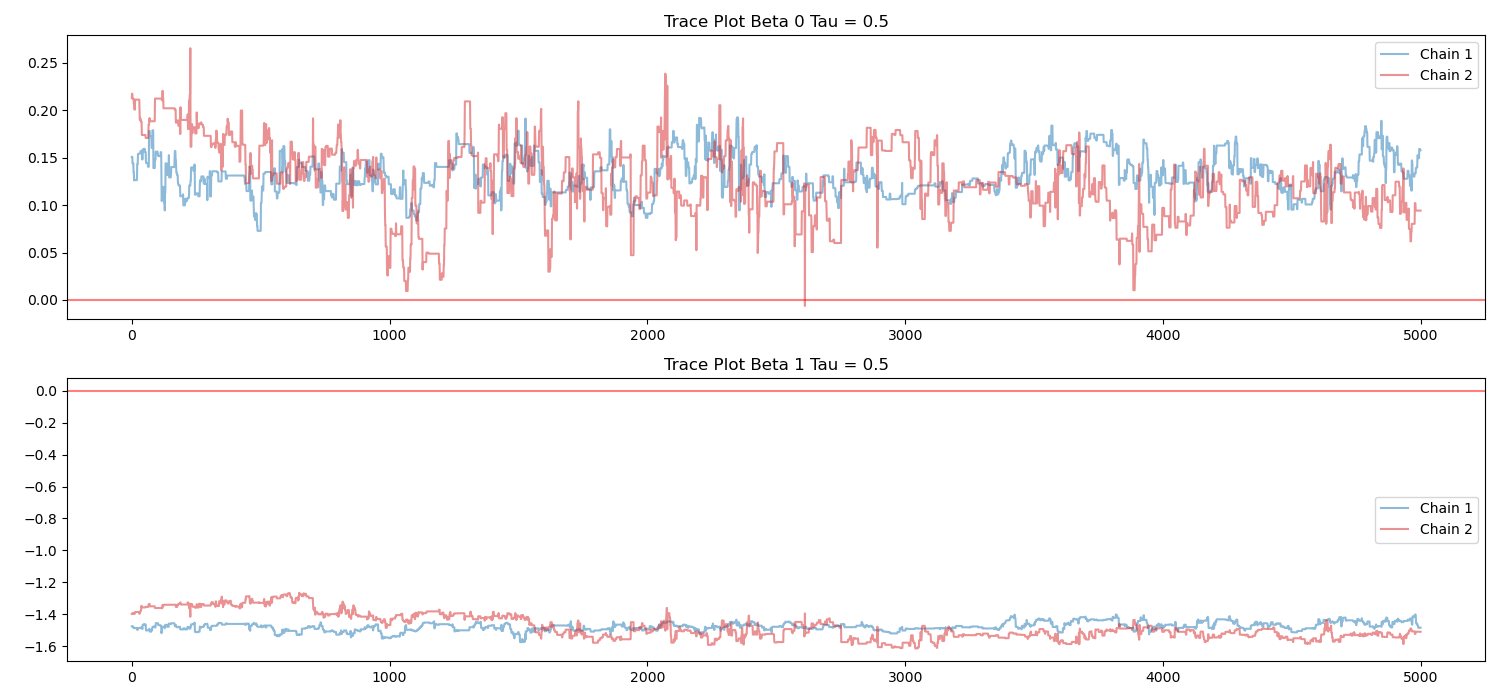 Trace Plot Beta 0 Tau = 0.5
0.25
0.20
0.15
0.10
0.05
0.00
Chain 1
Chain 2
0 1000 2000 3000 4000 5000
Trace Plot Beta 1 Tau = 0.5
0.0
−0.2
−0.4
−0.6
−0.8
−1.0
−1.2
−1.4
−1.6
Chain 1
Chain 2
0 1000 2000 3000 4000 5000